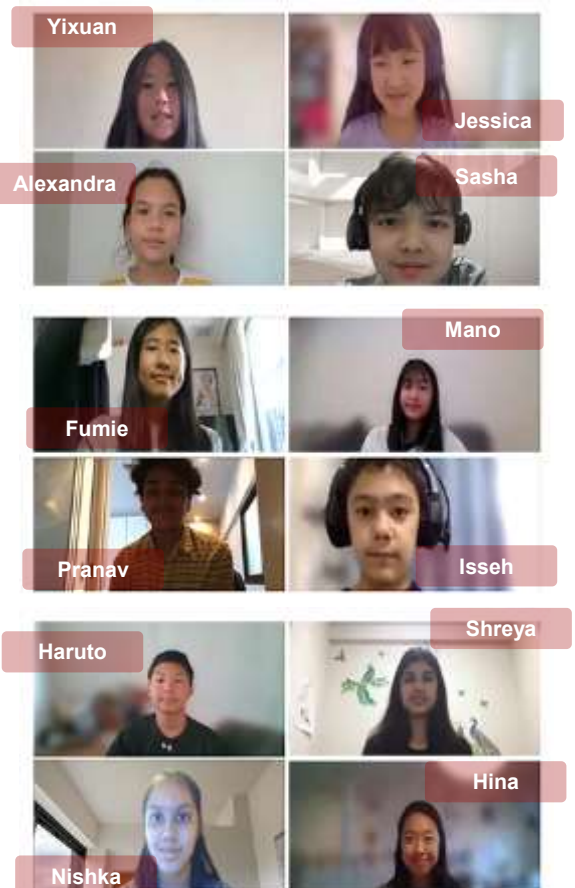 Yixuan
Jessica
Alexandra
Sasha
Mano
Fumie
Pranav
Isseh
Shreya
Haruto
Hina
Nishka